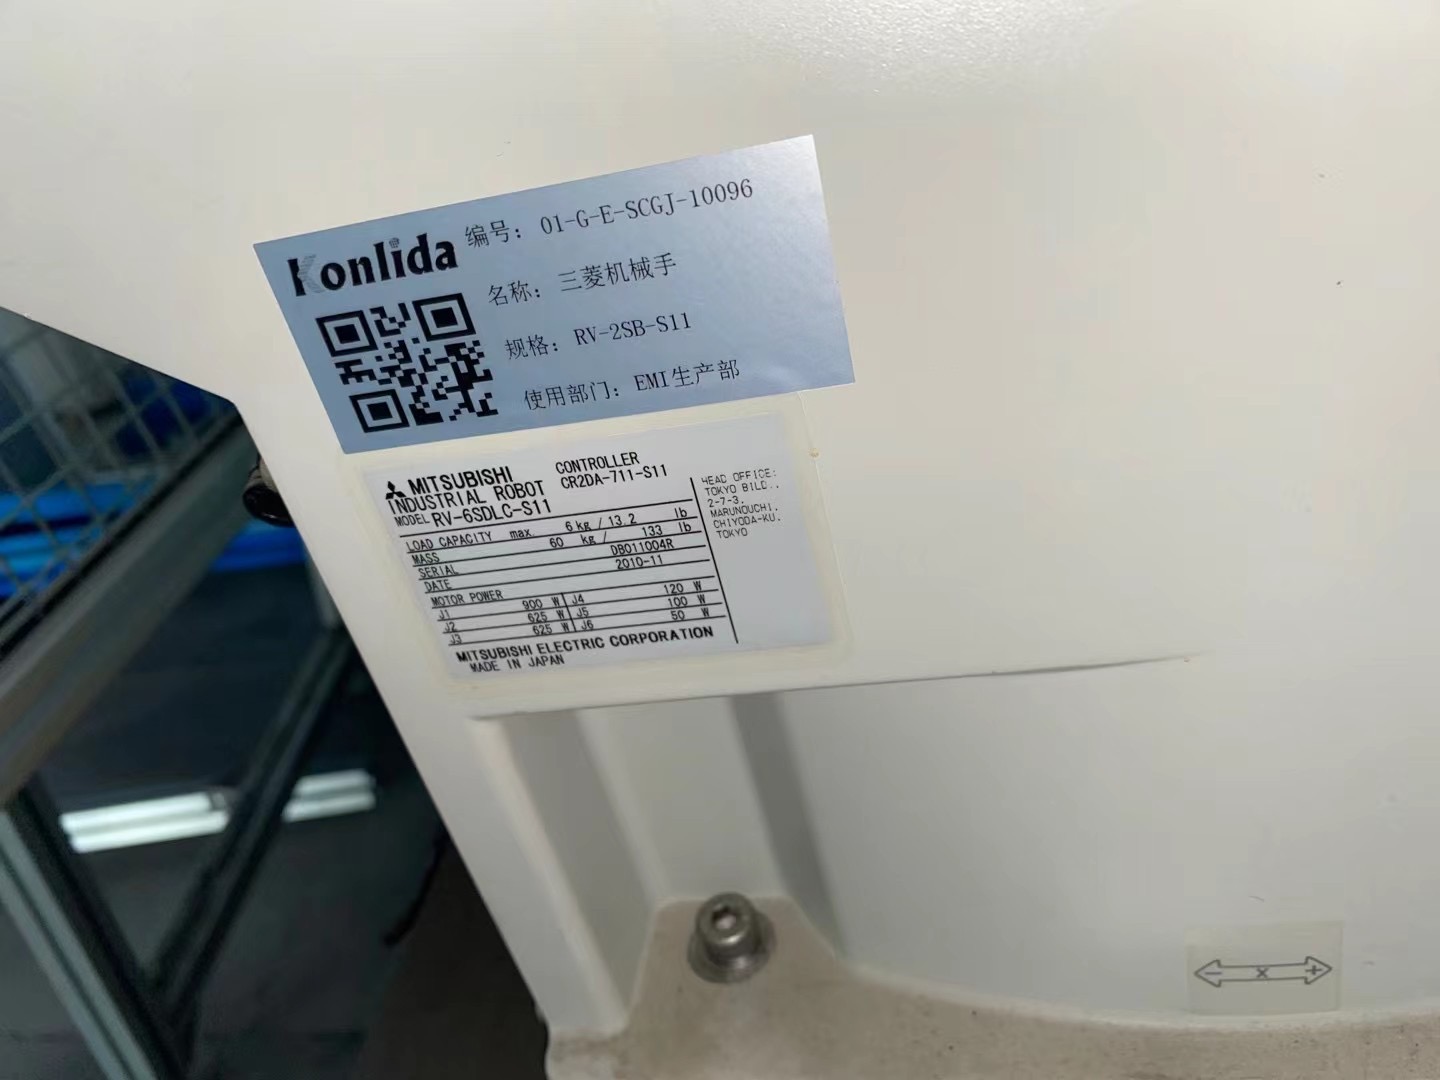 Konlida
编号: 01-G-E-SCGJ-10096
名称: 三菱机械手
规格: RV-2SB-S11
使用部门: EMI生产部
MITSUBISHI
INDUSTRIAL ROBOT
MODEL RV-6SDLC-S11
CONTROLLER
CR2DA-711-S11
LOAD CAPACITY max. 6 kg / 13.2 lb
MASS 60 kg / 133 lb
SERIAL DB011004R
DATE 2010-11
MOTOR POWER
J1 900 W J4 120 W
J2 625 W J5 100 W
J3 625 W J6 50 W
MITSUBISHI ELECTRIC CORPORATION
MADE IN JAPAN
HEAD OFFICE:
TOKYO BILD.,
2-7-3,
MARUNOUCHI,
CHIYODA-KU,
TOKYO
- X +